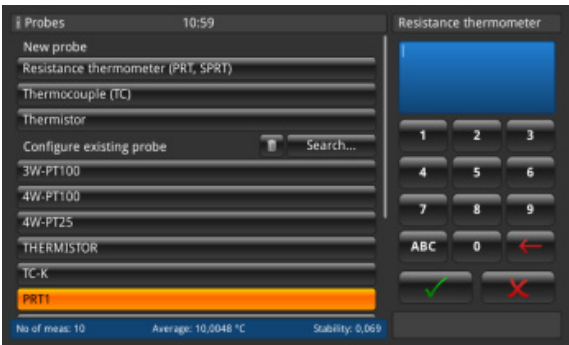 Probes 10:59 Resistance thermometer
New probe
Resistance thermometer (PRT, SPRT)
Thermocouple (TC)
Thermistor
Configure existing probe Search...
3W-PT100
4W-PT100
4W-PT25
THERMISTOR
TC-K
PRT1
No of meas: 10 Average: 10,0048 °C Stability: 0,069
1 2 3
4 5 6
7 8 9
ABC 0